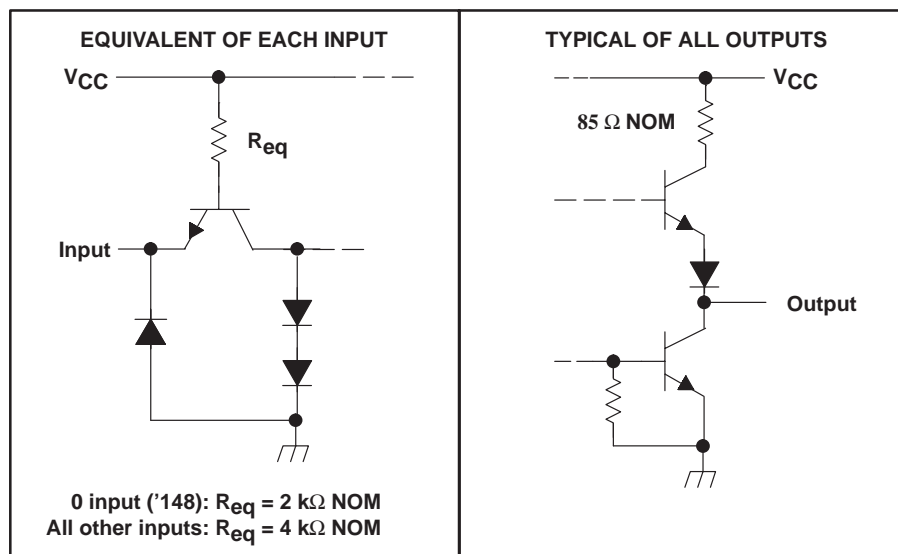 EQUIVALENT OF EACH INPUT
VCC
Req
Input
0 input ('148): Req = 2 kΩ NOM
All other inputs: Req = 4 kΩ NOM
TYPICAL OF ALL OUTPUTS
VCC
85 Ω NOM
Output